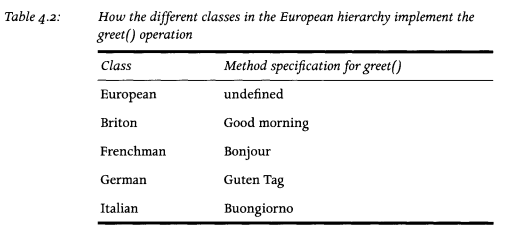 Table 4.2: How the different classes in the European hierarchy implement the
greet() operation
Class Method specification for greet()
European undefined
Briton Good morning
Frenchman Bonjour
German Guten Tag
Italian Buongiorno